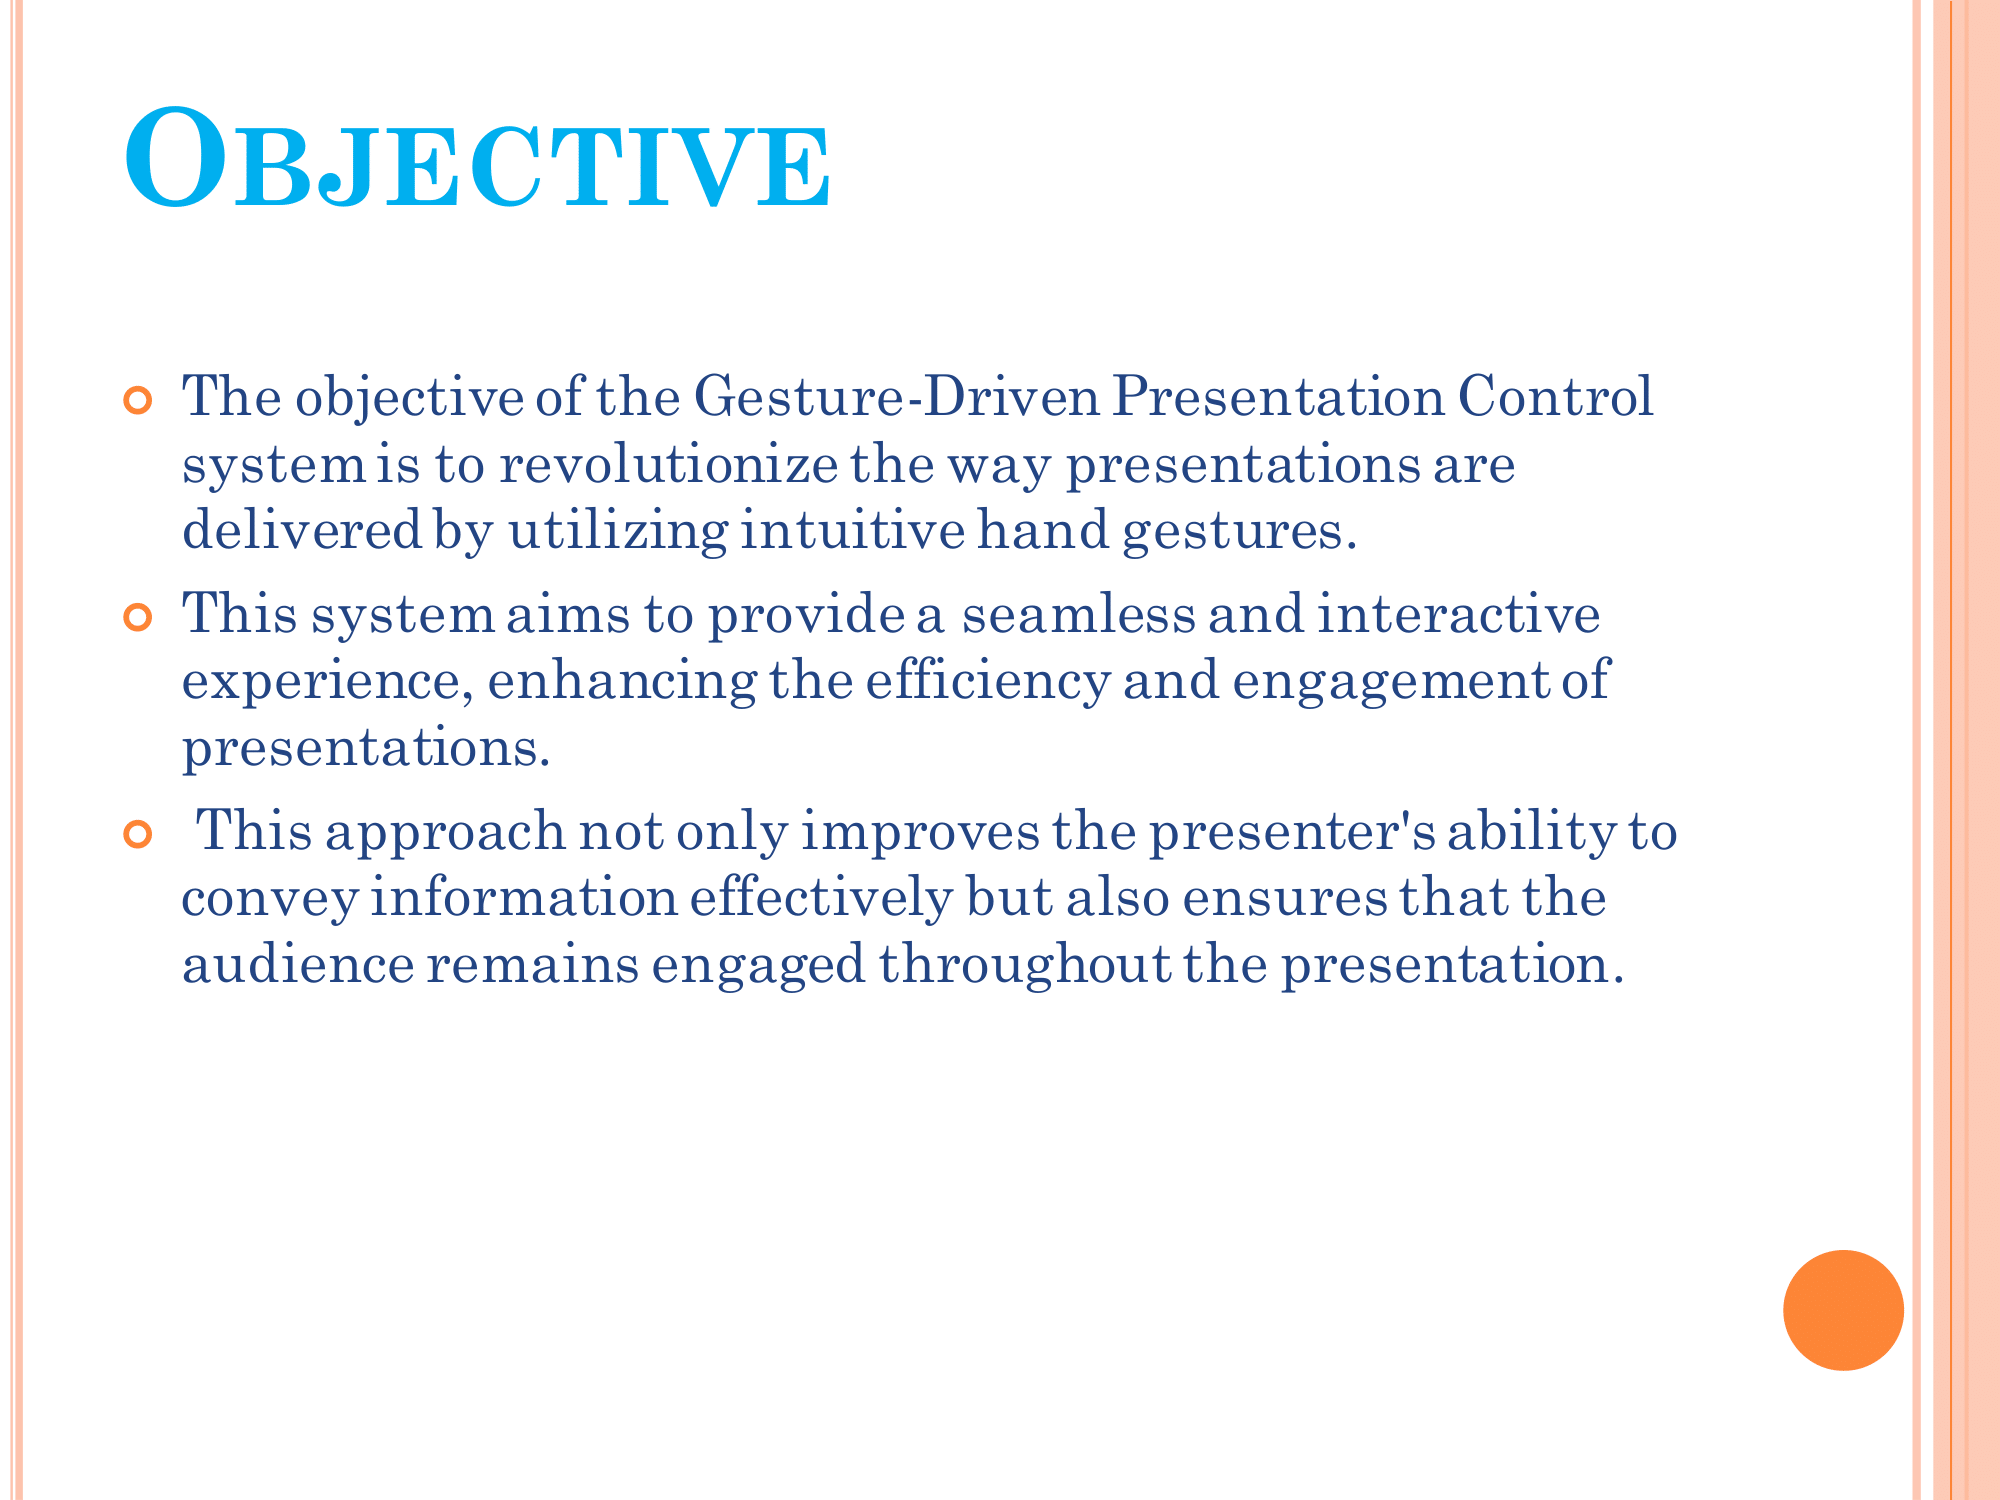 OBJECTIVE
The objective of the Gesture-Driven Presentation Control
system is to revolutionize the way presentations are
delivered by utilizing intuitive hand gestures.
This system aims to provide a seamless and interactive
experience, enhancing the efficiency and engagement of
presentations.
This approach not only improves the presenter's ability to
convey information effectively but also ensures that the
audience remains engaged throughout the presentation.